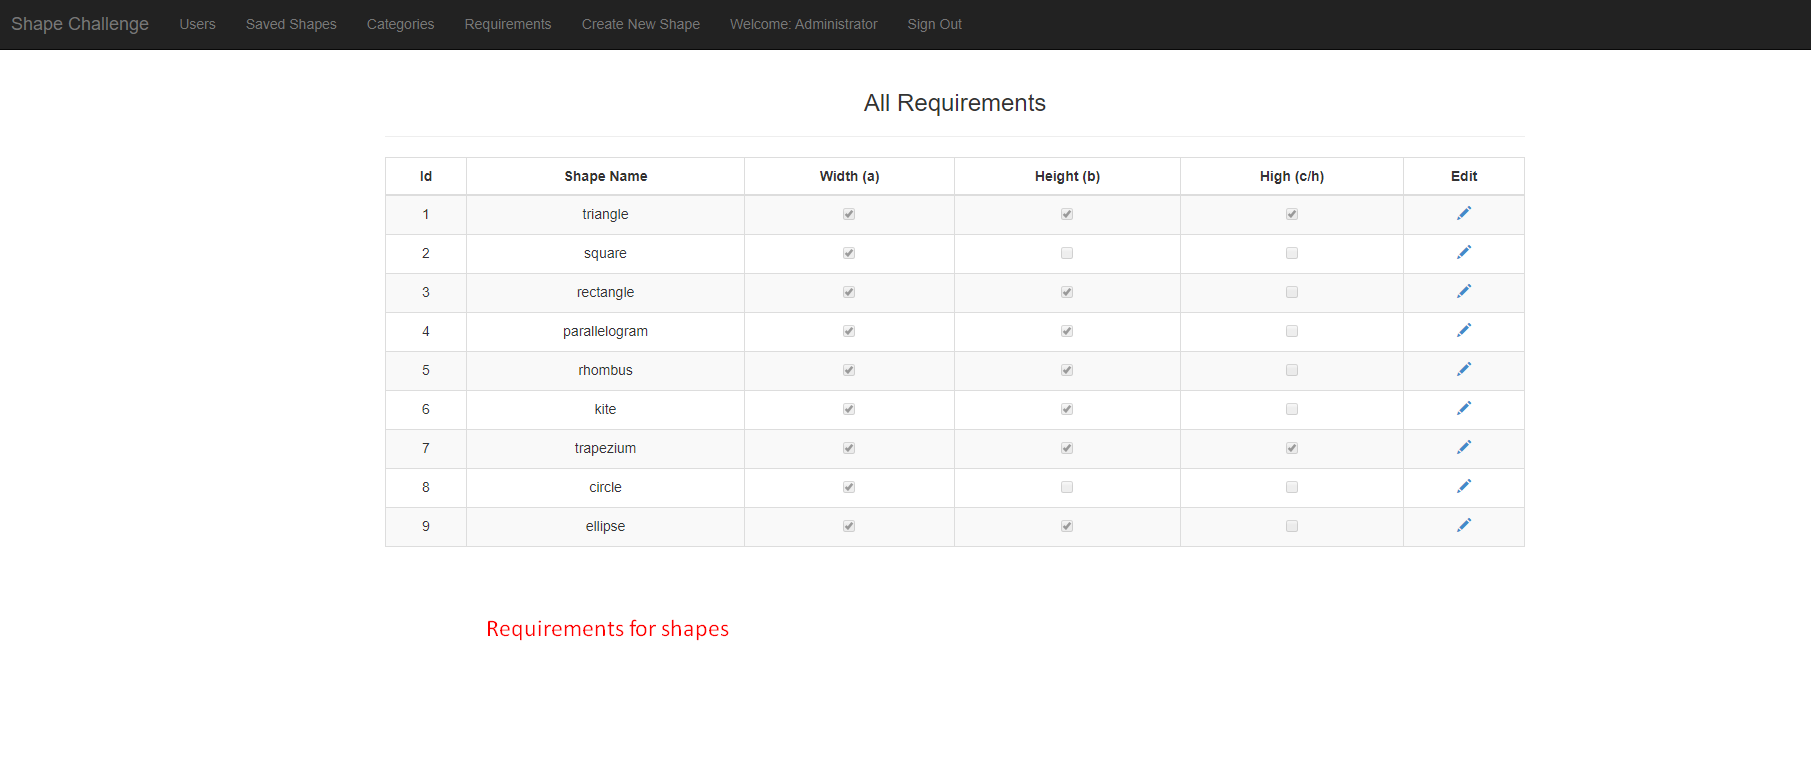 Shape Challenge Users Saved Shapes Categories Requirements Create New Shape Welcome: Administrator Sign Out
All Requirements
Id Shape Name Width (a) Height (b) High (c/h) Edit
1 triangle
2 square
3 rectangle
4 parallelogram
5 rhombus
6 kite
7 trapezium
8 circle
9 ellipse
Requirements for shapes